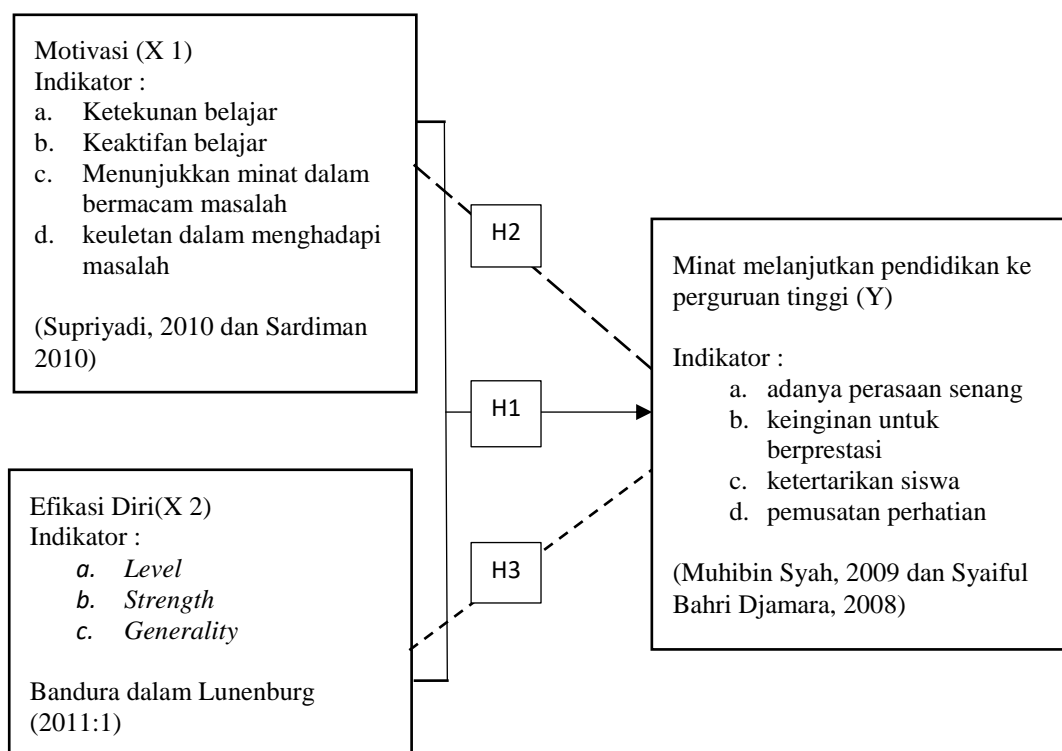 Motivasi (X 1)
Indikator :
a. Ketekunan belajar
b. Keaktifan belajar
c. Menunjukkan minat dalam
bermacam masalah
d. keuletan dalam menghadapi
masalah
(Supriyadi, 2010 dan Sardiman
2010)
H2
H1
H3
Efikasi Diri(X 2)
Indikator :
a. Level
b. Strength
c. Generality
Bandura dalam Lunenburg
(2011:1)
Minat melanjutkan pendidikan ke
perguruan tinggi (Y)
Indikator :
a. adanya perasaan senang
b. keinginan untuk
berprestasi
c. ketertarikan siswa
d. pemusatan perhatian
(Muhibin Syah, 2009 dan Syaiful
Bahri Djamara, 2008)